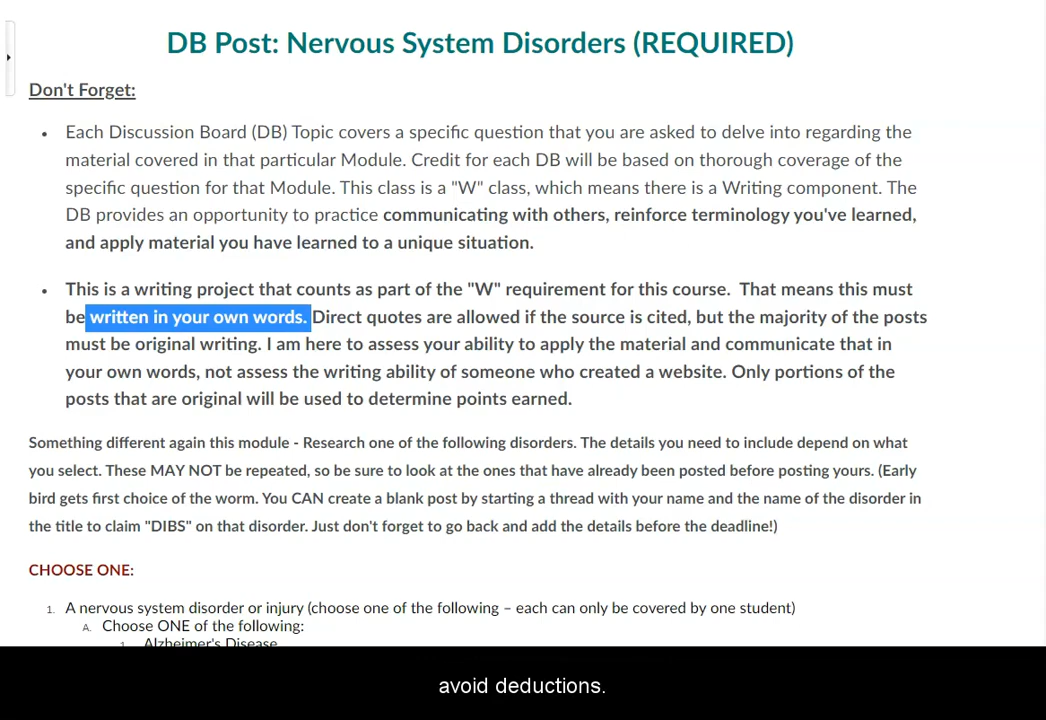 DB Post: Nervous System Disorders (REQUIRED)
Don't Forget:
• Each Discussion Board (DB) Topic covers a specific question that you are asked to delve into regarding the
material covered in that particular Module. Credit for each DB will be based on thorough coverage of the
specific question for that Module. This class is a "W" class, which means there is a Writing component. The
DB provides an opportunity to practice communicating with others, reinforce terminology you've learned,
and apply material you have learned to a unique situation.
• This is a writing project that counts as part of the "W" requirement for this course. That means this must
be written in your own words. Direct quotes are allowed if the source is cited, but the majority of the posts
must be original writing. I am here to assess your ability to apply the material and communicate that in
your own words, not assess the writing ability of someone who created a website. Only portions of the
posts that are original will be used to determine points earned.
Something different again this module - Research one of the following disorders. The details you need to include depend on what
you select. These MAY NOT be repeated, so be sure to look at the ones that have already been posted before posting yours. (Early
bird gets first choice of the worm. You CAN create a blank post by starting a thread with your name and the name of the disorder in
the title to claim "DIBS" on that disorder. Just don't forget to go back and add the details before the deadline!)
CHOOSE ONE:
1. A nervous system disorder or injury (choose one of the following – each can only be covered by one student)
A. Choose ONE of the following:
1. Alzheimer's Disease
avoid deductions.